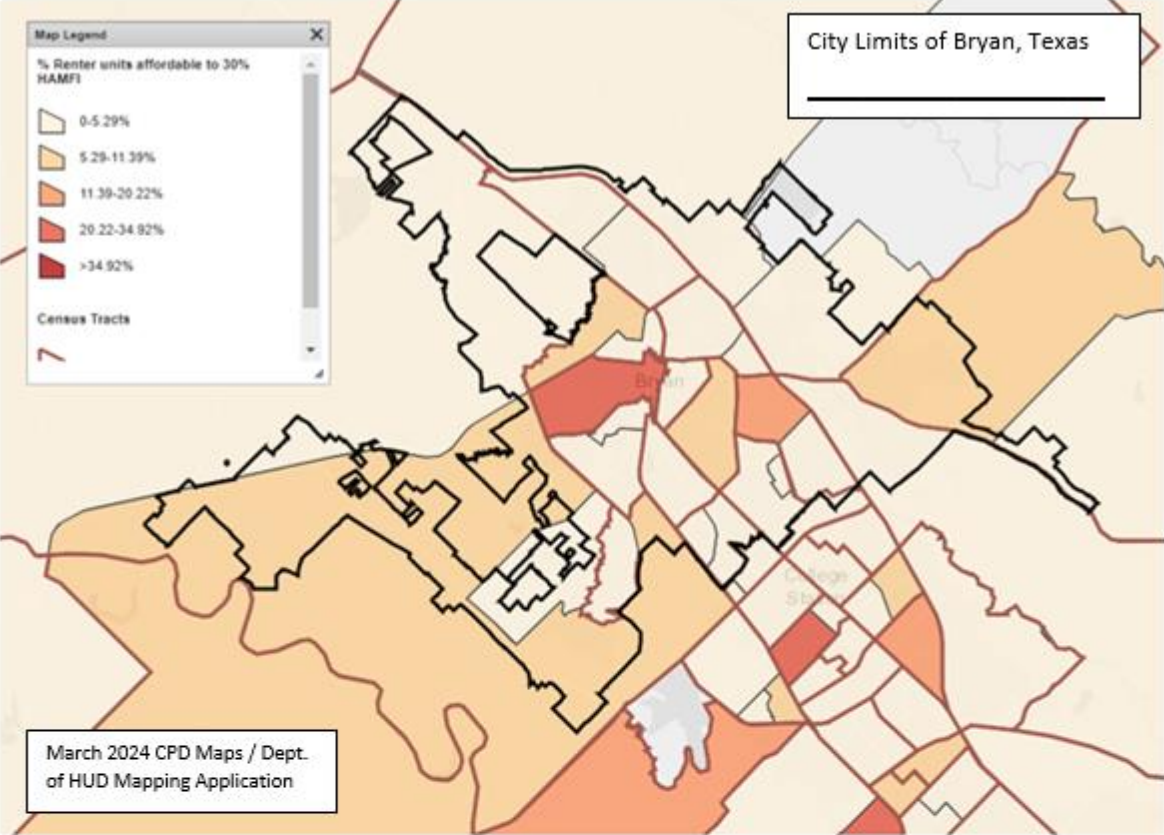 Map Legend
% Renter units affordable to 30%
HAMFI
0-5.29%
5.29-11.39%
11.39-20.22%
20.22-34.92%
>34.92%
Census Tracts
City Limits of Bryan, Texas
Bryan
College
Station
March 2024 CPD Maps / Dept.
of HUD Mapping Application